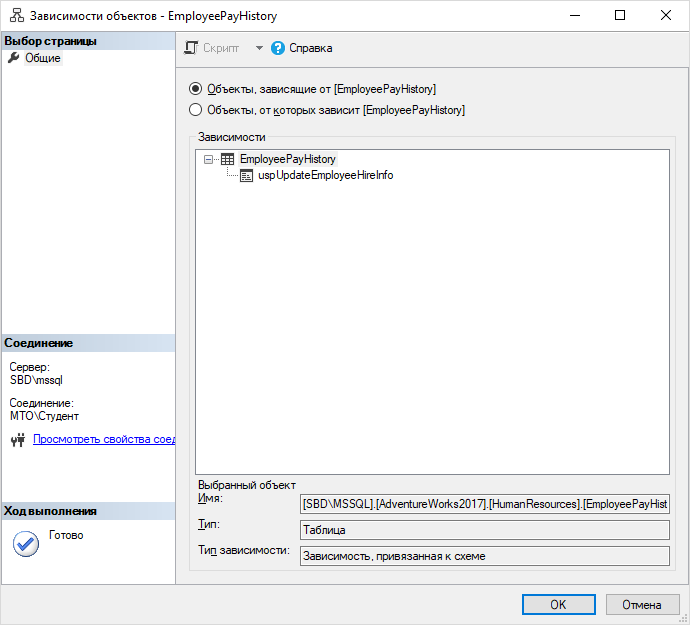 Зависимости объектов - EmployeePayHistory
Выбор страницы
Общие
Скрипт
Справка
Объекты, зависящие от [EmployeePayHistory]
Объекты, от которых зависит [EmployeePayHistory]
Зависимости
EmployeePayHistory
uspUpdateEmployeeHireInfo
Соединение
Сервер:
SBD\mssql
Соединение:
МТО\Студент
Просмотреть свойства соед
Ход выполнения
Готово
Выбранный объект
Имя:
[SBD\MSSQL].[AdventureWorks2017].[HumanResources].[EmployeePayHist
Тип:
Таблица
Тип зависимости:
Зависимость, привязанная к схеме
OK
Отмена